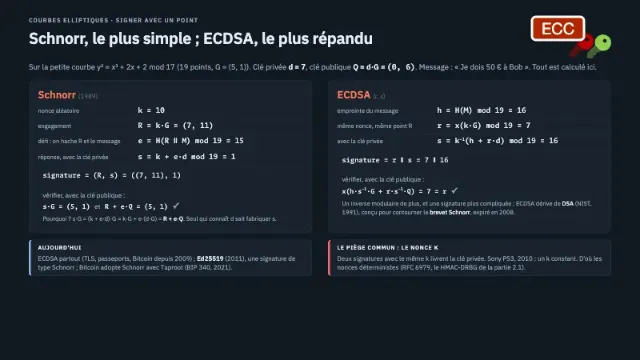 COURBES ELLIPTIQUES · SIGNER AVEC UN POINT
ECC
Schnorr, le plus simple ; ECDSA, le plus répandu
Sur la petite courbe y² = x³ + 2x + 2 mod 17 (19 points, G = (5, 1)). Clé privée d = 7, clé publique Q = d·G = (0, 6). Message : « Je dois 50 € à Bob ». Tout est calculé ici.
Schnorr (1989)
nonce aléatoire k = 10
engagement R = k·G = (7, 11)
défi : on hache R et le message e = H(R ‖ M) mod 19 = 15
réponse, avec la clé privée s = k + e·d mod 19 = 1
signature = (R, s) = ((7, 11), 1)
vérifier, avec la clé publique :
s·G = (5, 1) et R + e·Q = (5, 1) ✓
Pourquoi ? s·G = (k + e·d)·G = k·G + e·(d·G) = R + e·Q. Seul qui connaît d sait fabriquer s.
ECDSA (r, s)
empreinte du message h = H(M) mod 19 = 16
même nonce, même point R r = x(k·G) mod 19 = 7
avec la clé privée s = k⁻¹(h + r·d) mod 19 = 16
signature = r ‖ s = 7 ‖ 16
vérifier, avec la clé publique :
x(h·s⁻¹·G + r·s⁻¹·Q) = 7 = r ✓
Un inverse modulaire de plus, et une signature plus compliquée : ECDSA dérive de DSA (NIST, 1991), conçu pour contourner le brevet Schnorr, expiré en 2008.
AUJOURD'HUI
ECDSA partout (TLS, passeports, Bitcoin depuis 2009) ; Ed25519 (2011), une signature de
type Schnorr ; Bitcoin adopte Schnorr avec Taproot (BIP 340, 2021).
LE PIÈGE COMMUN : LE NONCE K
Deux signatures avec le même k livrent la clé privée. Sony PS3, 2010 : un k constant. D'où les
nonces déterministes (RFC 6979, le HMAC-DRBG de la partie 2.1).